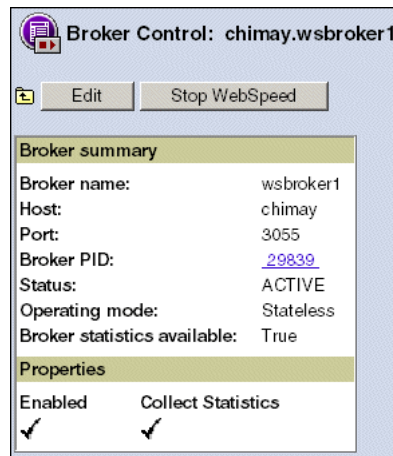 Broker Control: chimay.wsbroker1
Edit Stop WebSpeed
Broker summary
Broker name: wsbroker1
Host: chimay
Port: 3055
Broker PID: 29839
Status: ACTIVE
Operating mode: Stateless
Broker statistics available: True
Properties
Enabled Collect Statistics